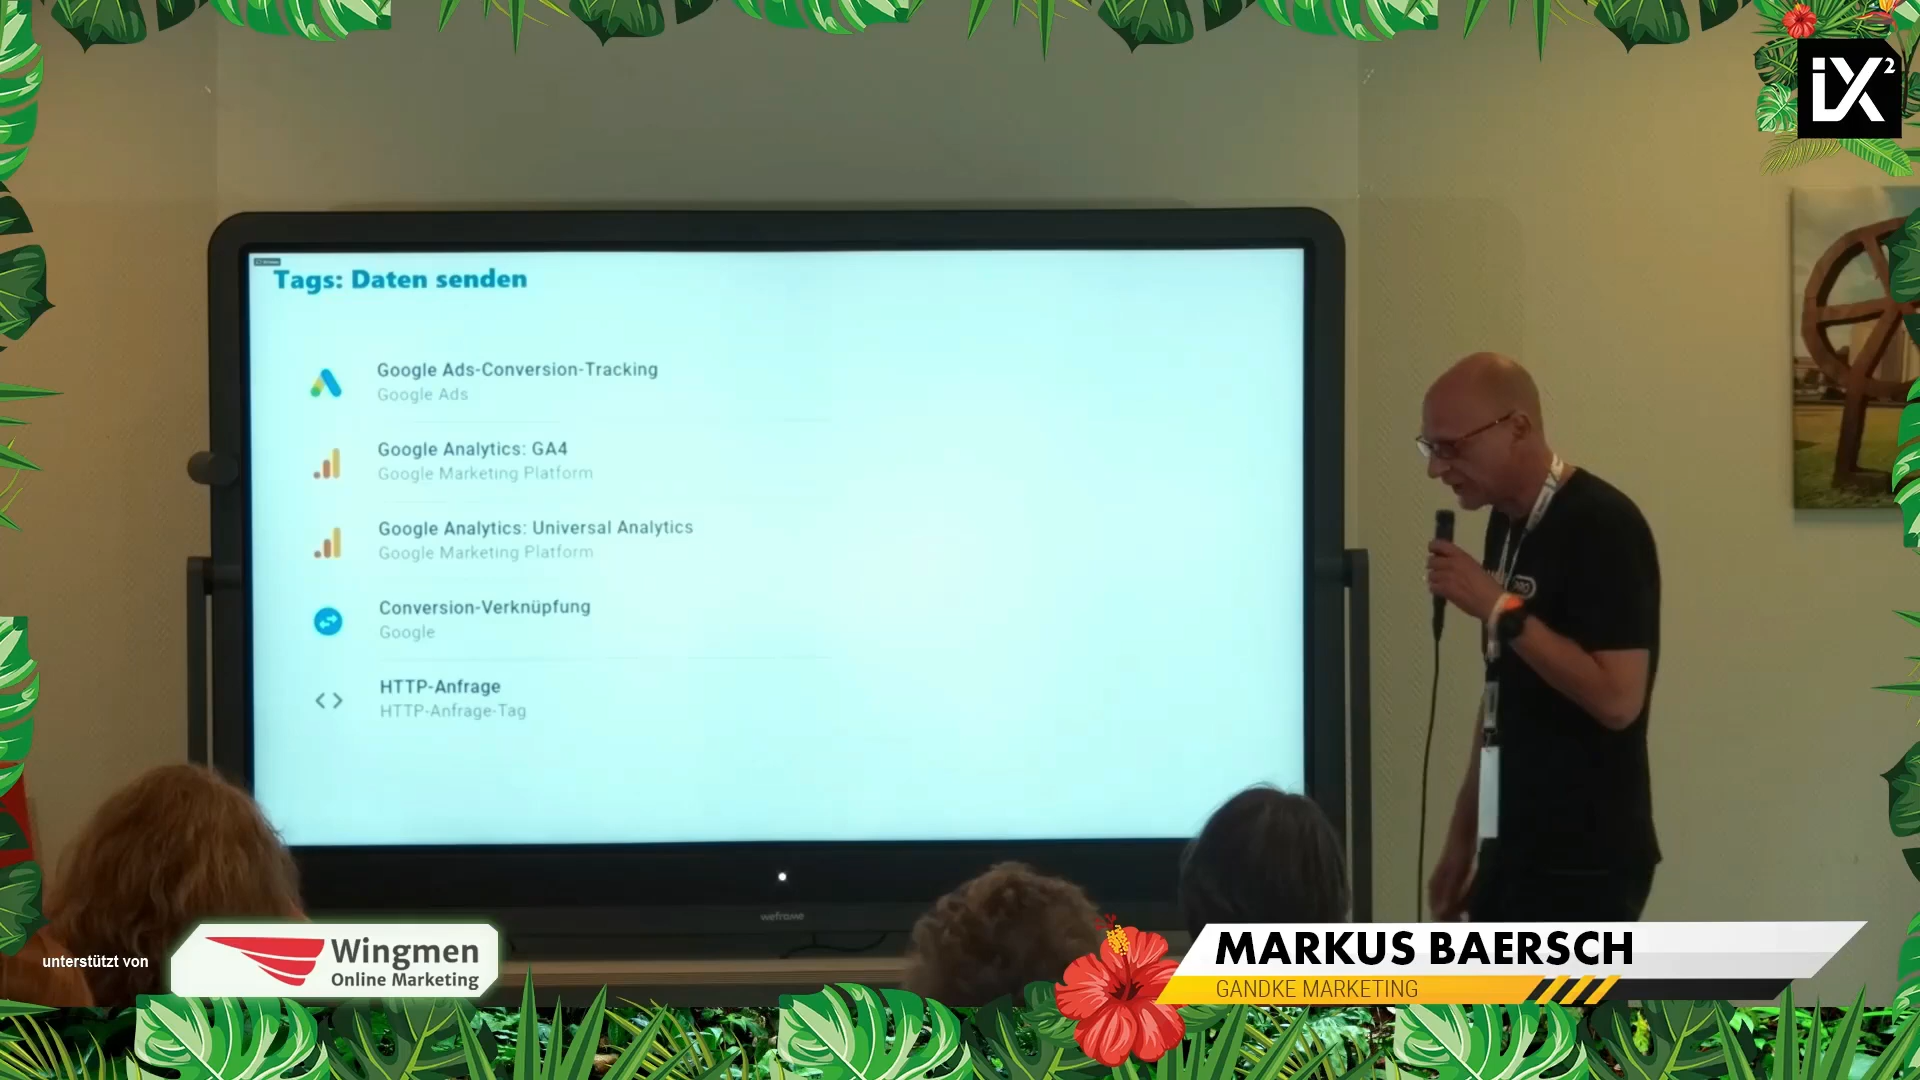 iX²
Tags: Daten senden
Google Ads-Conversion-Tracking
Google Ads
Google Analytics: GA4
Google Marketing Platform
Google Analytics: Universal Analytics
Google Marketing Platform
Conversion-Verknüpfung
Google
HTTP-Anfrage
HTTP-Anfrage-Tag
weframe
unterstützt von
Wingmen
Online Marketing
MARKUS BAERSCH
GANDKE MARKETING